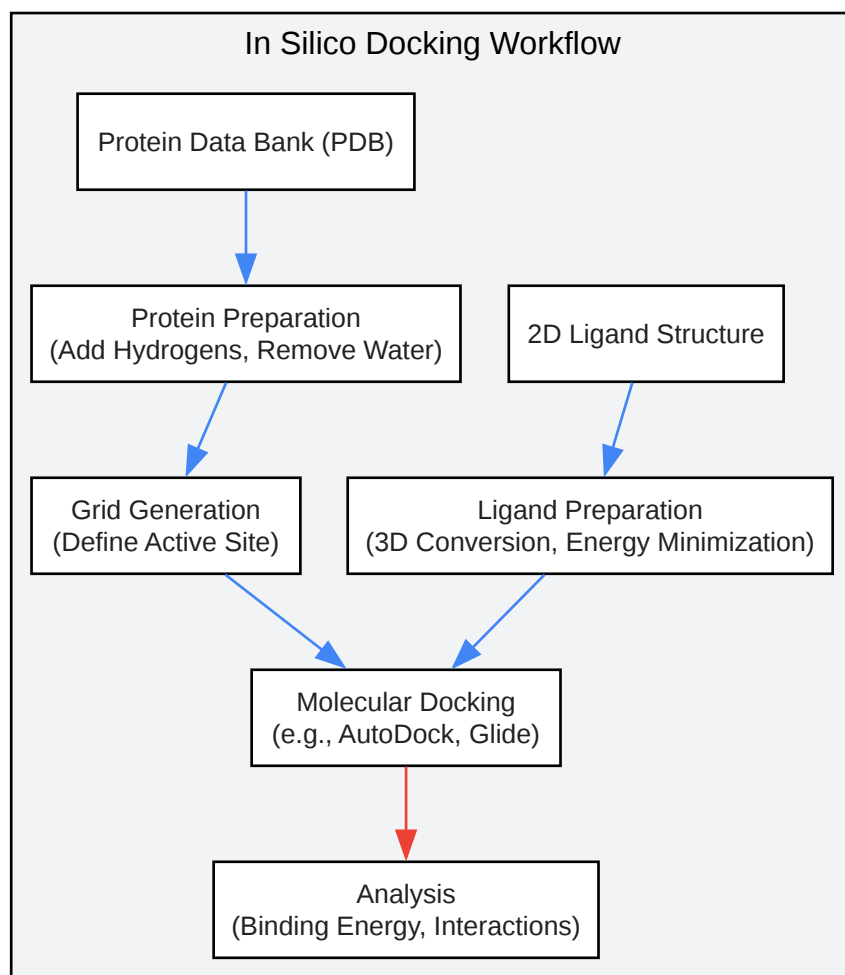 In Silico Docking Workflow
Protein Data Bank (PDB)
Protein Preparation
(Add Hydrogens, Remove Water)
2D Ligand Structure
Grid Generation
(Define Active Site)
Ligand Preparation
(3D Conversion, Energy Minimization)
Molecular Docking
(e.g., AutoDock, Glide)
Analysis
(Binding Energy, Interactions)